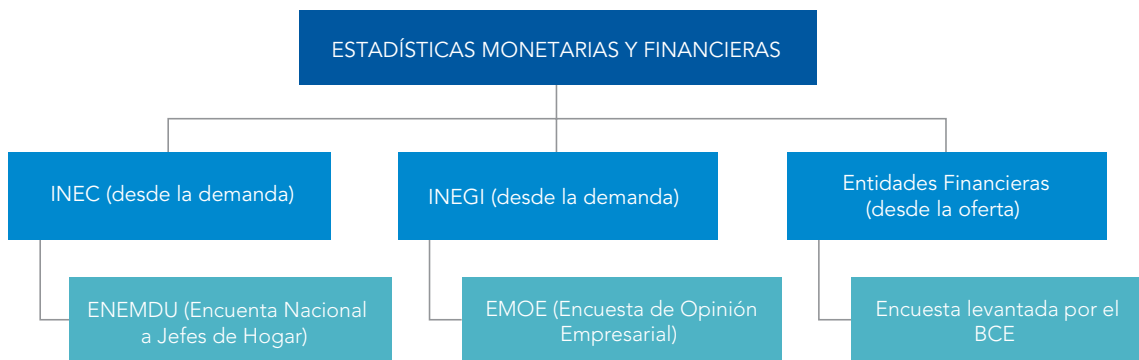 ESTADÍSTICAS MONETARIAS Y FINANCIERAS
INEC (desde la demanda)
INEGI (desde la demanda)
Entidades Financieras
(desde la oferta)
ENEMDU (Encuenta Nacional
a Jefes de Hogar)
EMOE (Encuesta de Opinión
Empresarial)
Encuesta levantada por el
BCE